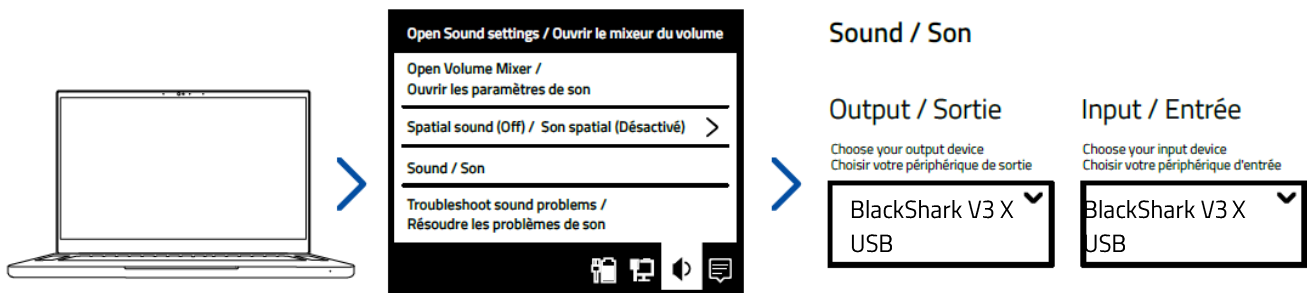 Open Sound settings / Ouvrir le mixeur du volume
Open Volume Mixer /
Ouvrir les paramètres de son
Spatial sound (Off) / Son spatial (Désactivé)
Sound / Son
Troubleshoot sound problems /
Résoudre les problèmes de son
Sound / Son
Output / Sortie
Choose your output device
Choisir votre périphérique de sortie
BlackShark V3 X
USB
Input / Entrée
Choose your input device
Choisir votre périphérique d'entrée
BlackShark V3 X
USB